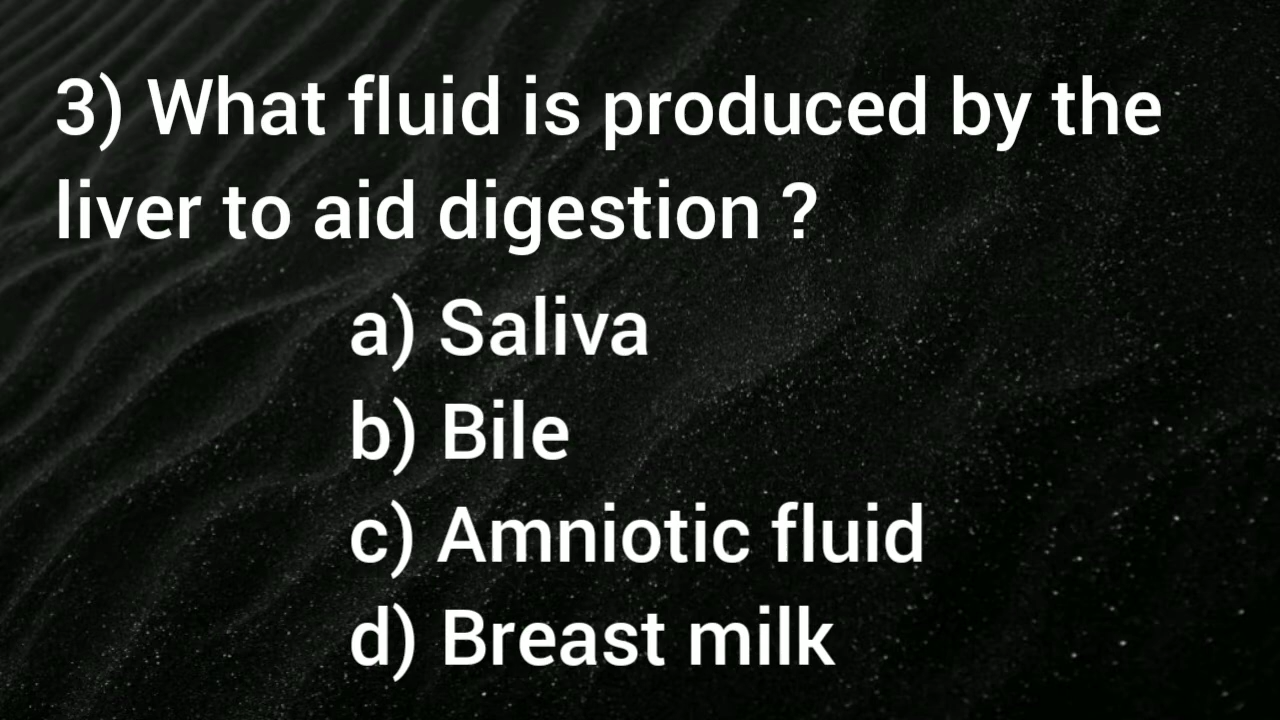 3) What fluid is produced by the
liver to aid digestion ?
a) Saliva
b) Bile
c) Amniotic fluid
d) Breast milk